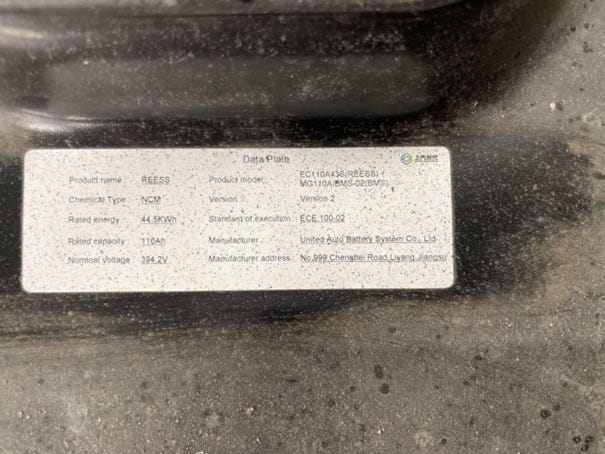 Data Plate
Product name REESS Product model EC110A43S(REESS)
MG110A/BMS-02(BMS)
Chemical Type NCM Version Version 2
Rated energy 44.5KWh Standard of execution ECE 100-02
Rated capacity 110Ah Manufacturer United Auto Battery System Co., Ltd
Nominal Voltage 394.2V Manufacturer address No.999,Chengbei Road,Liyang,Jiangsu